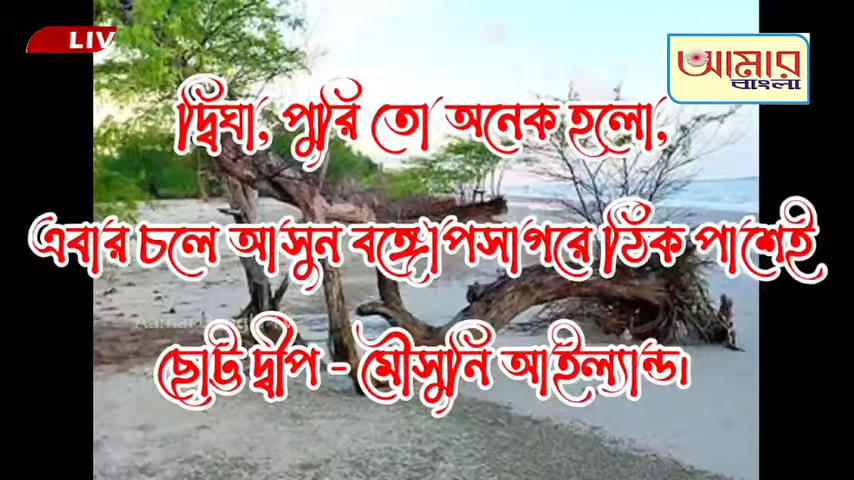 LIV
আমার
বাংলা
দ্বিঘা, পুরি তো অনেক হলো,
এবার চলে আসুন বঙ্গোপসাগরে ঠিক পাশেই
ছোট্ট দ্বীপ - মৌসুনি আইল্যান্ড।